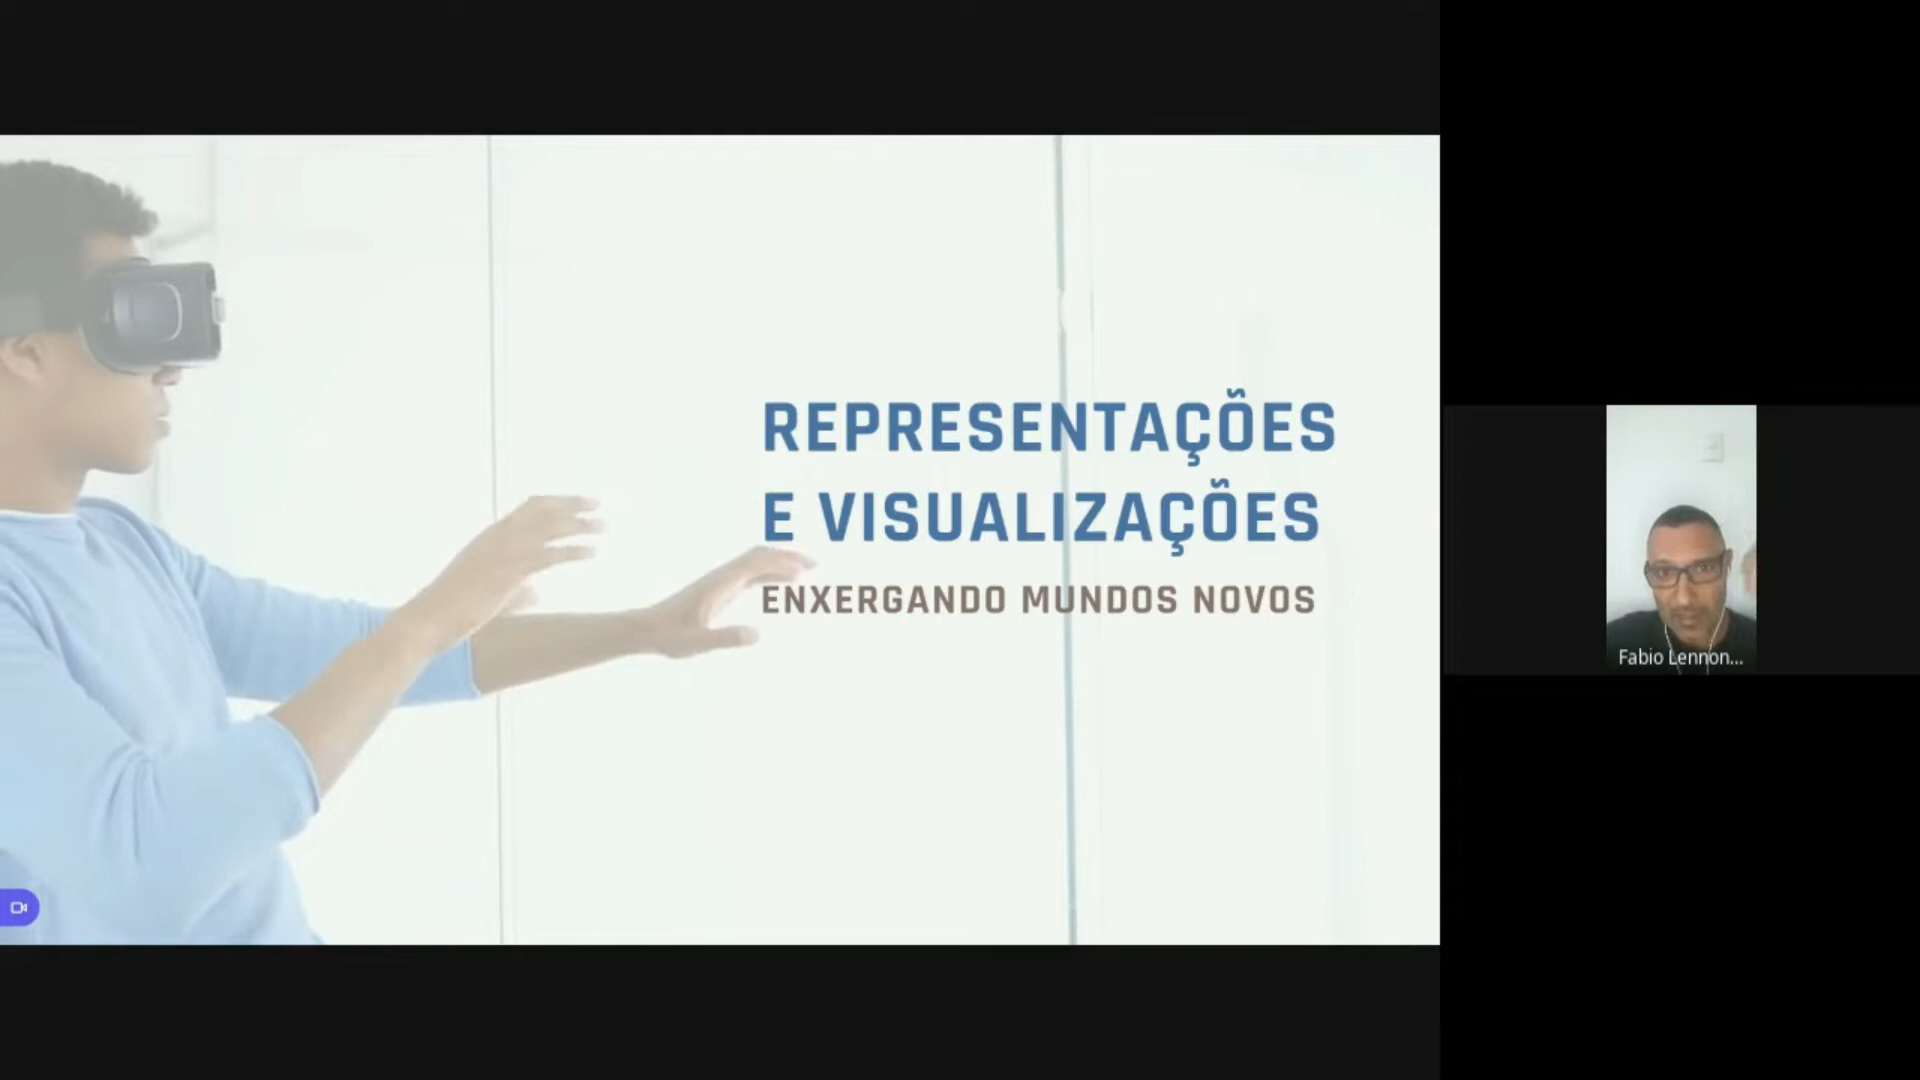 REPRESENTAÇÕES
E VISUALIZAÇÕES
ENXERGANDO MUNDOS NOVOS
Fabio Lennon...